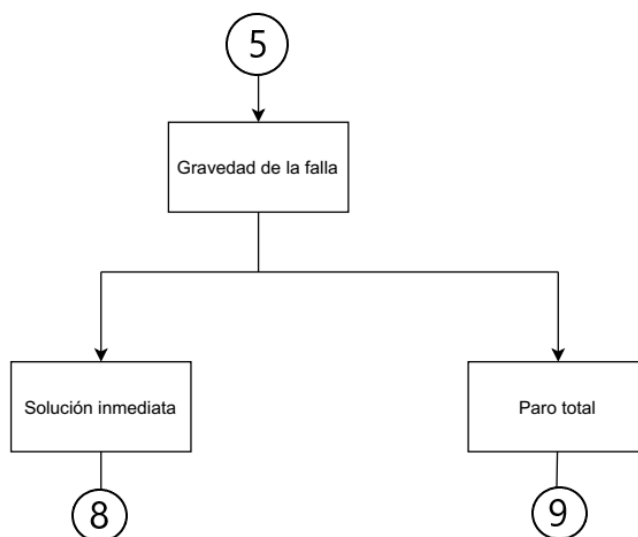 5
Gravedad de la falla
Solución inmediata
Paro total
8
9